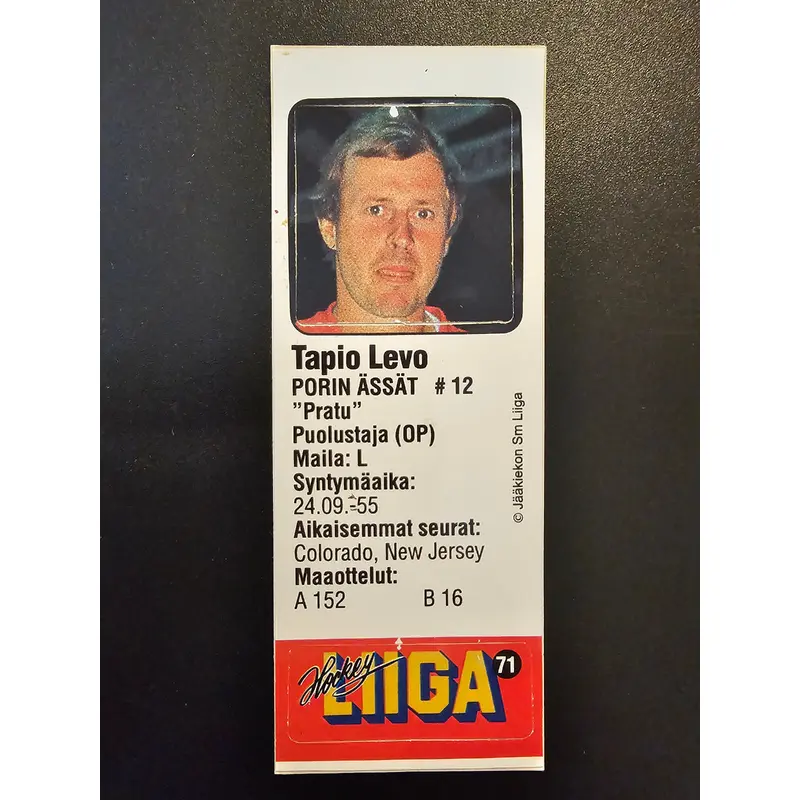 Tapio Levo
PORIN ÄSSÄT # 12
”Pratu”
Puolustaja (OP)
Maila: L
Syntymäaika:
24.09.-55
Aikaisemmat seurat:
Colorado, New Jersey
Maaottelut:
A 152 B 16
© Jääkiekon Sm Liiga
Hockey
LIIGA
71